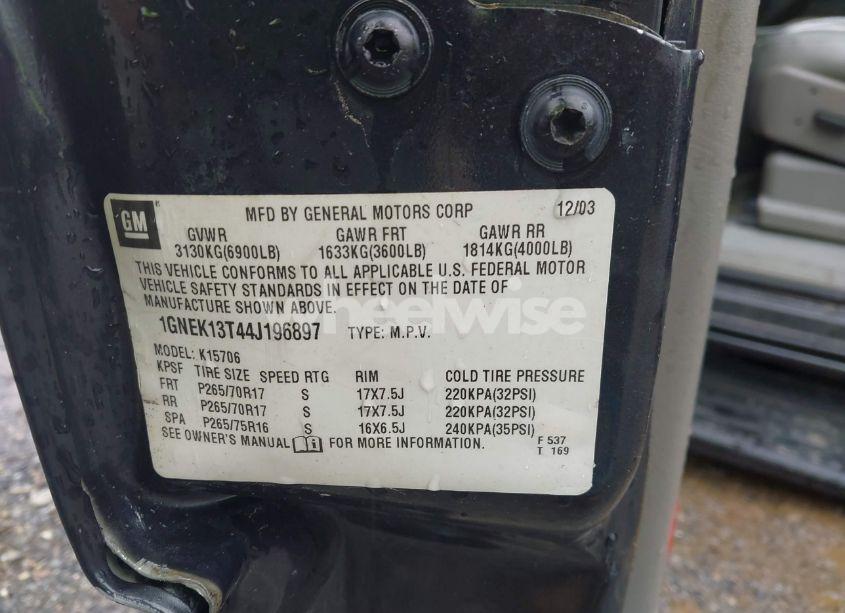 GM
MFD BY GENERAL MOTORS CORP 12/03
GVWR GAWR FRT GAWR RR
3130KG(6900LB) 1633KG(3600LB) 1814KG(4000LB)
THIS VEHICLE CONFORMS TO ALL APPLICABLE U.S. FEDERAL MOTOR
VEHICLE SAFETY STANDARDS IN EFFECT ON THE DATE OF
MANUFACTURE SHOWN ABOVE.
wheelwise
1GNEK13T44J196897 TYPE: M.P.V.
MODEL: K15706
KPSF TIRE SIZE SPEED RTG RIM COLD TIRE PRESSURE
FRT P265/70R17 S 17X7.5J 220KPA(32PSI)
RR P265/70R17 S 17X7.5J 220KPA(32PSI)
SPA P265/75R16 S 16X6.5J 240KPA(35PSI)
SEE OWNER'S MANUAL i FOR MORE INFORMATION.
F 537
T 169